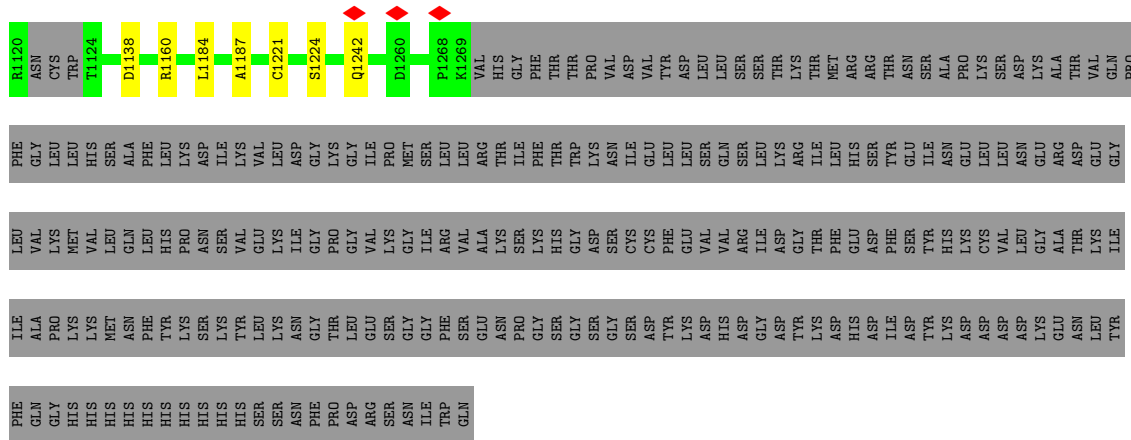 R1120 ASN CYS TRP T1124 D1138 R1160 L1184 A1187 C1221 S1224 Q1242 D1260 P1268 K1269 VAL HIS GLY PHE THR THR PRO VAL ASP VAL TYR ASP LEU LEU SER SER THR LYS THR MET ARG ARG THR ASN SER ALA PRO LYS SER ASP LYS ALA THR VAL GLN PRO
PHE GLY LEU LEU HIS SER ALA PHE LEU LYS ASP ILE LYS VAL LEU ASP GLY LYS GLY ILE PRO MET SER LEU LEU ARG THR ILE PHE THR TRP LYS ASN ILE GLU LEU LEU SER GLN SER LEU LYS ARG ILE LEU HIS SER TYR GLU ILE ASN GLU LEU LEU ASN GLU ARG ASP GLU GLY
LEU VAL LYS MET VAL LEU GLN LEU HIS PRO ASN SER VAL GLU LYS ILE GLY PRO GLY VAL LYS GLY ILE ARG VAL ALA LYS SER LYS HIS GLY ASP SER CYS CYS PHE GLU VAL VAL ARG ILE ASP GLY THR PHE GLU ASP PHE SER TYR HIS LYS CYS VAL LEU GLY ALA THR LYS ILE
ILE ALA PRO LYS LYS MET ASN PHE TYR LYS SER LYS TYR LEU LYS ASN GLY THR LEU GLU SER GLY GLY PHE SER GLU ASN PRO GLY SER GLY SER GLY SER ASP TYR LYS ASP HIS ASP GLY ASP TYR LYS ASP HIS ASP ILE ASP TYR LYS ASP ASP ASP ASP LYS GLU ASN LEU TYR
PHE GLN GLY HIS HIS HIS HIS HIS HIS HIS HIS HIS HIS SER SER ASN PHE PRO ASP ARG SER ASN ILE TRP GLN